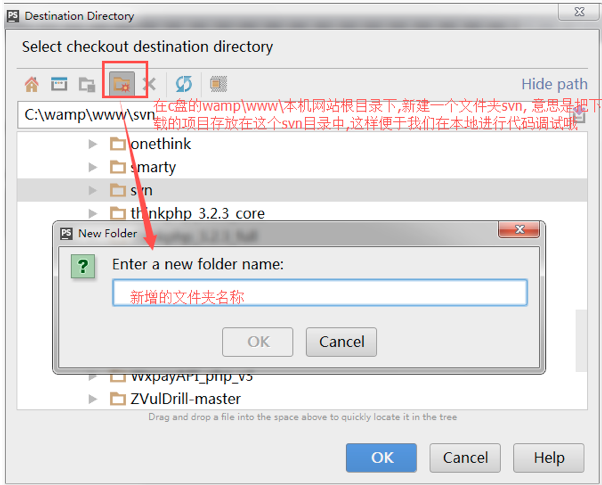 Destination Directory
Select checkout destination directory
Hide path
在c盘的wamp\www\本机网站根目录下,新建一个文件夹svn, 意思是把下
载的项目存放在这个svn目录中,这样便于我们在本地进行代码调试哦
C:\wamp\www\svn
onethink
smarty
svn
thinkphp_3.2.3_core
New Folder
Enter a new folder name:
新增的文件夹名称
OK
Cancel
WxpayAPI_php_v3
ZVulDrill-master
Drag and drop a file into the space above to quickly locate it in the tree
OK
Cancel
Help